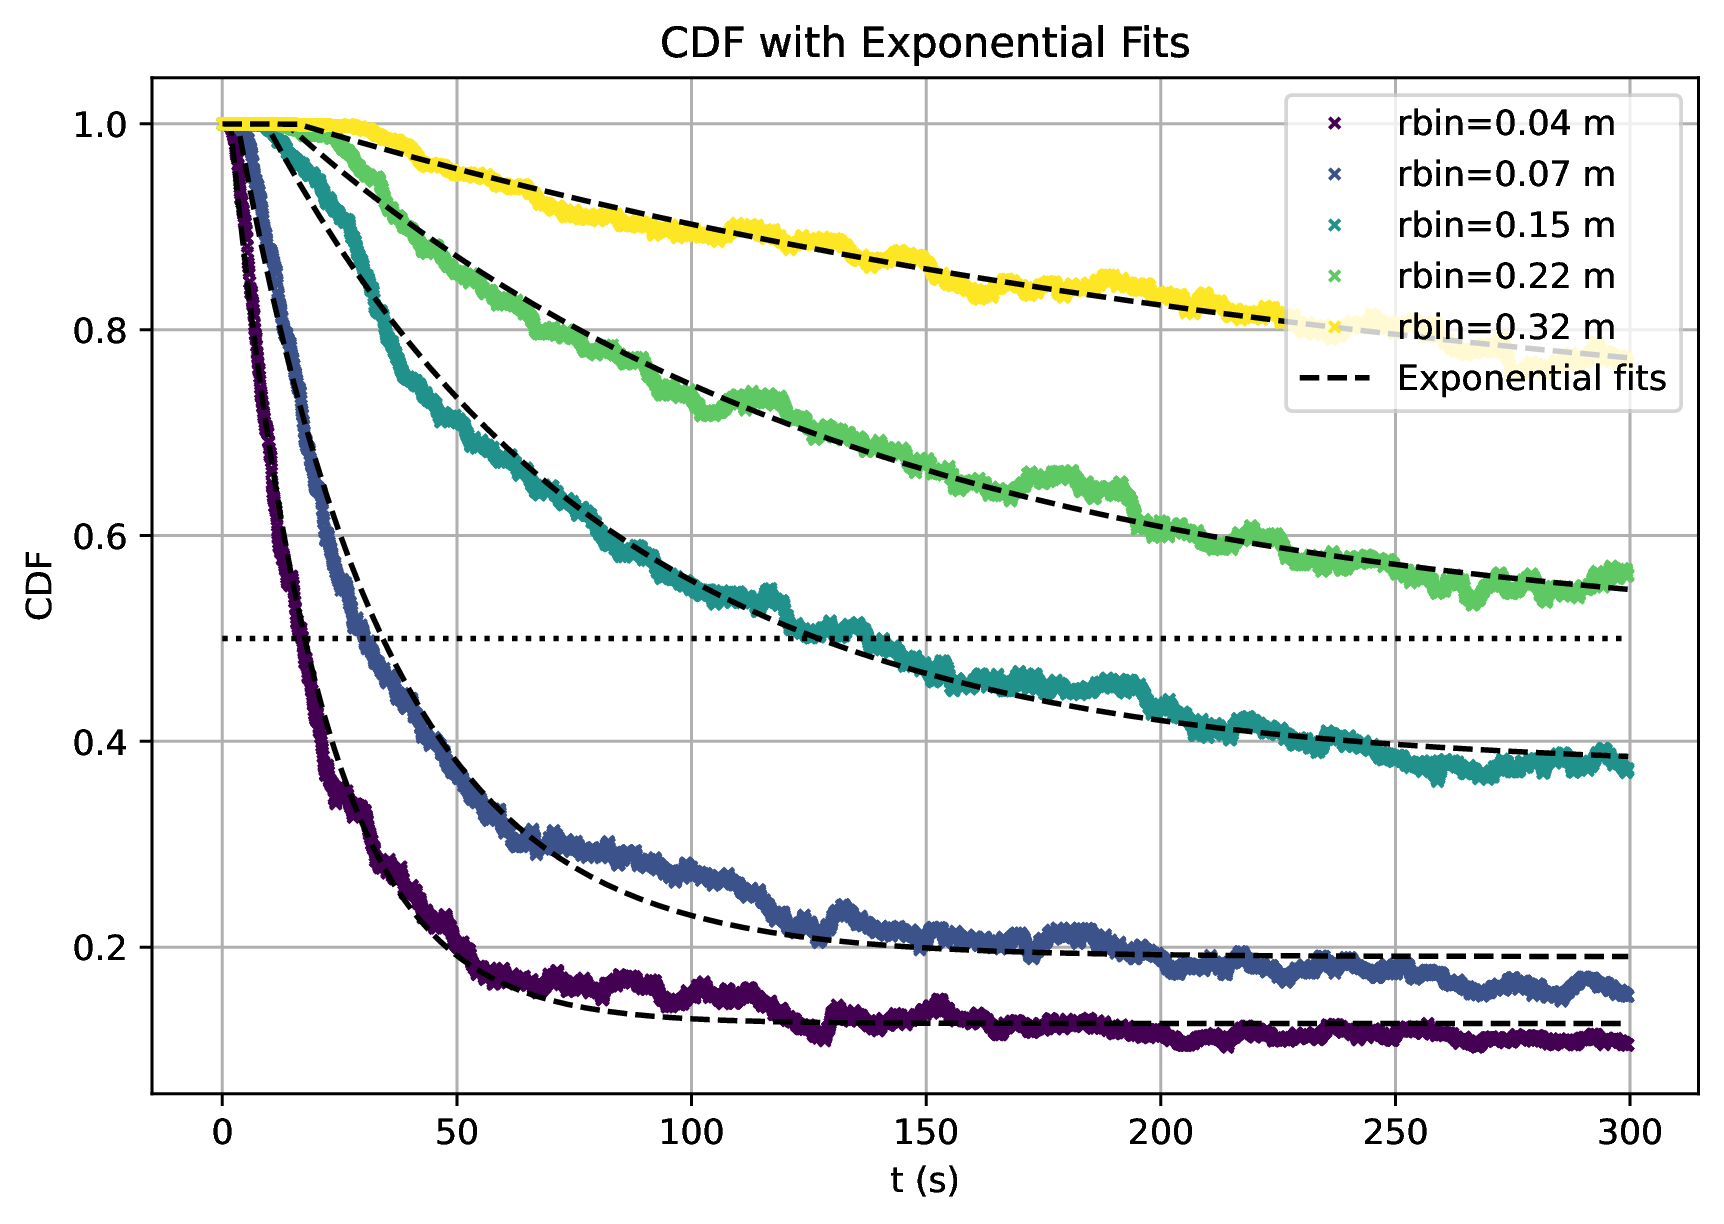 CDF with Exponential Fits
1.0
0.8
0.6
0.4
0.2
CDF
rbin=0.04 m
rbin=0.07 m
rbin=0.15 m
rbin=0.22 m
rbin=0.32 m
Exponential fits
0 50 100 150 200 250 300
t (s)